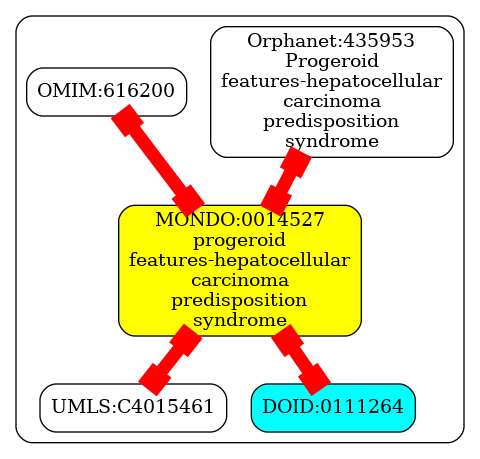 Orphanet:435953
Progeroid
features-hepatocellular
carcinoma
predisposition
syndrome
OMIM:616200
MONDO:0014527
progeroid
features-hepatocellular
carcinoma
predisposition
syndrome
UMLS:C4015461
DOID:0111264